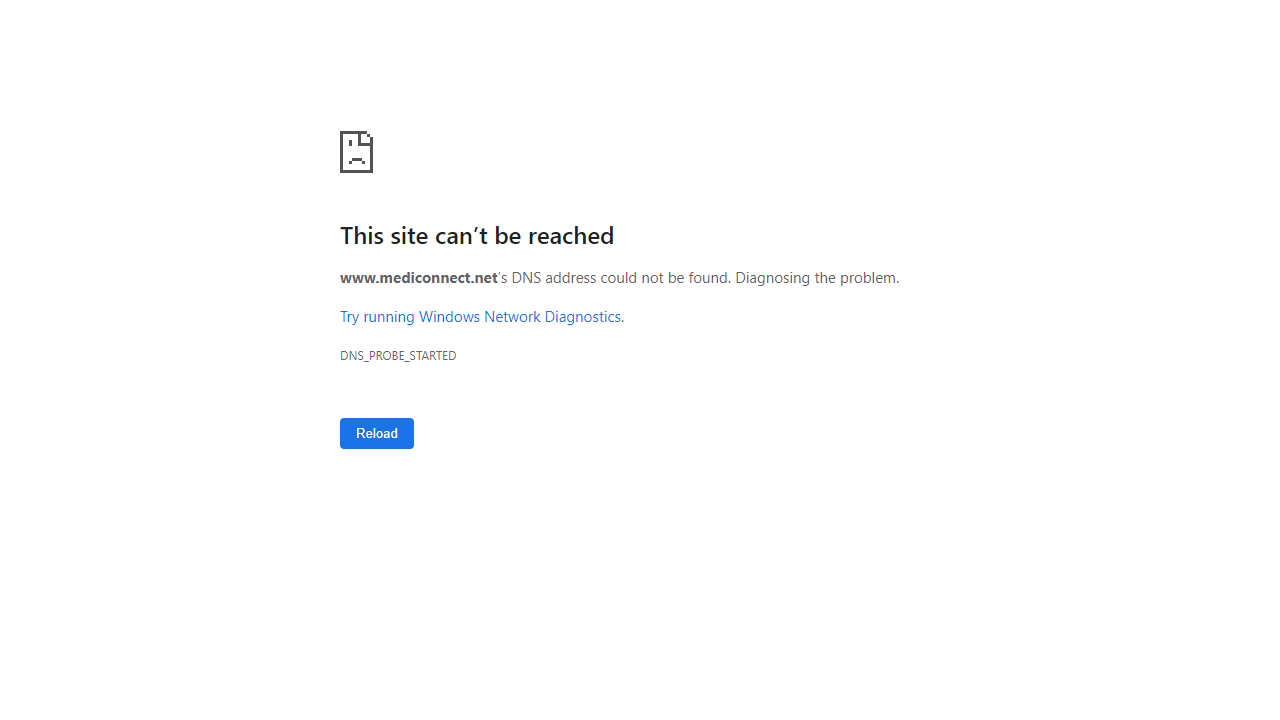 This site can’t be reached
www.mediconnect.net’s DNS address could not be found. Diagnosing the problem.
Try running Windows Network Diagnostics.
DNS_PROBE_STARTED
Reload